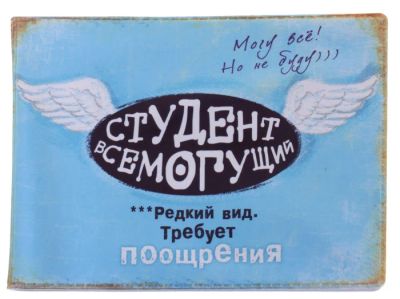 Могу всё!
Но не буду)))
СТУДЕНТ
ВСЕМОГУЩИЙ
***Редкий вид.
Требует
поощрения